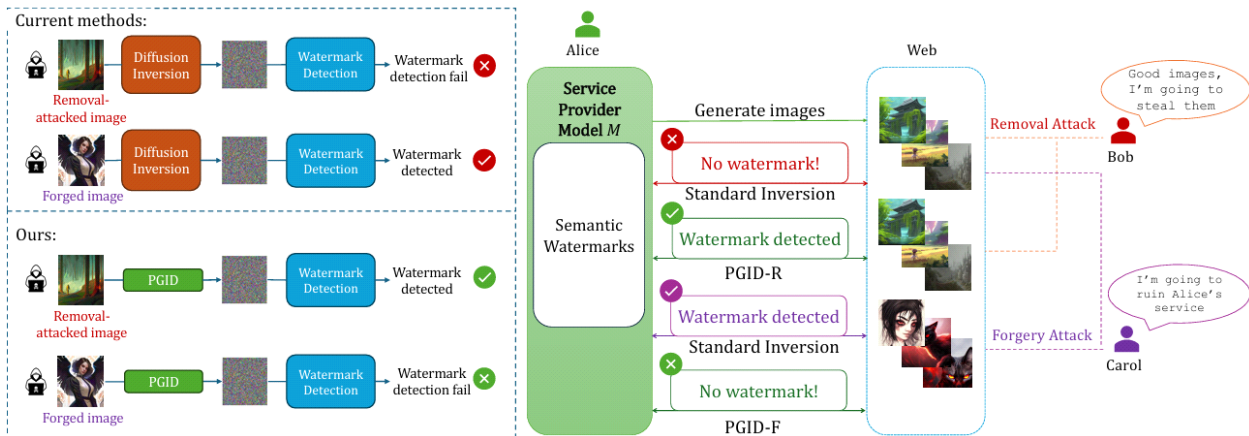 Current methods:
Removal-
attacked image
Diffusion
Inversion
Watermark
Detection
Watermark
detection fail
Forged image
Diffusion
Inversion
Watermark
Detection
Watermark
detected
Ours:
Removal-
attacked image
PGID
Watermark
Detection
Watermark
detected
Forged image
PGID
Watermark
Detection
Watermark
detection fail
Alice
Service
Provider
Model M
Semantic
Watermarks
Generate images
No watermark!
Standard Inversion
Watermark detected
PGID-R
Watermark detected
Standard Inversion
No watermark!
PGID-F
Web
Removal Attack
Good images,
I'm going to
steal them
Bob
I'm going to
ruin Alice's
service
Forgery Attack
Carol